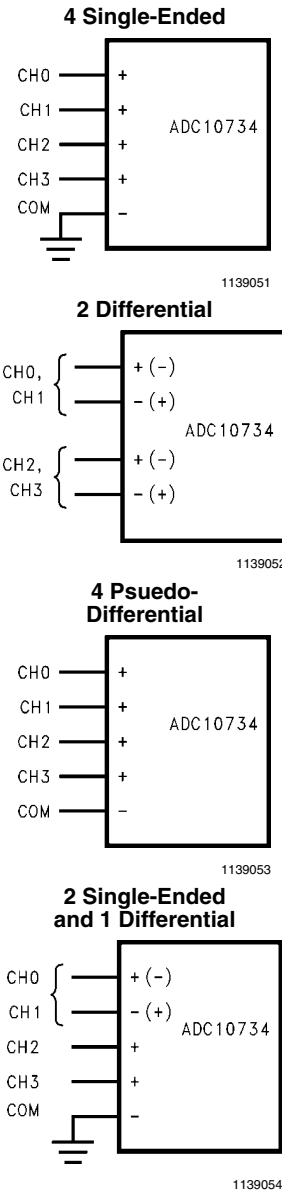 4 Single-Ended
CH0 +
CH1 +
ADC10734
CH2 +
CH3 +
COM −
1139051
2 Differential
CH0, + (−)
CH1 − (+)
ADC10734
CH2, + (−)
CH3 − (+)
1139052
4 Psuedo-
Differential
CH0 +
CH1 +
ADC10734
CH2 +
CH3 +
COM −
1139053
2 Single-Ended
and 1 Differential
CH0 + (−)
CH1 − (+)
ADC10734
CH2 +
CH3 +
COM −
1139054